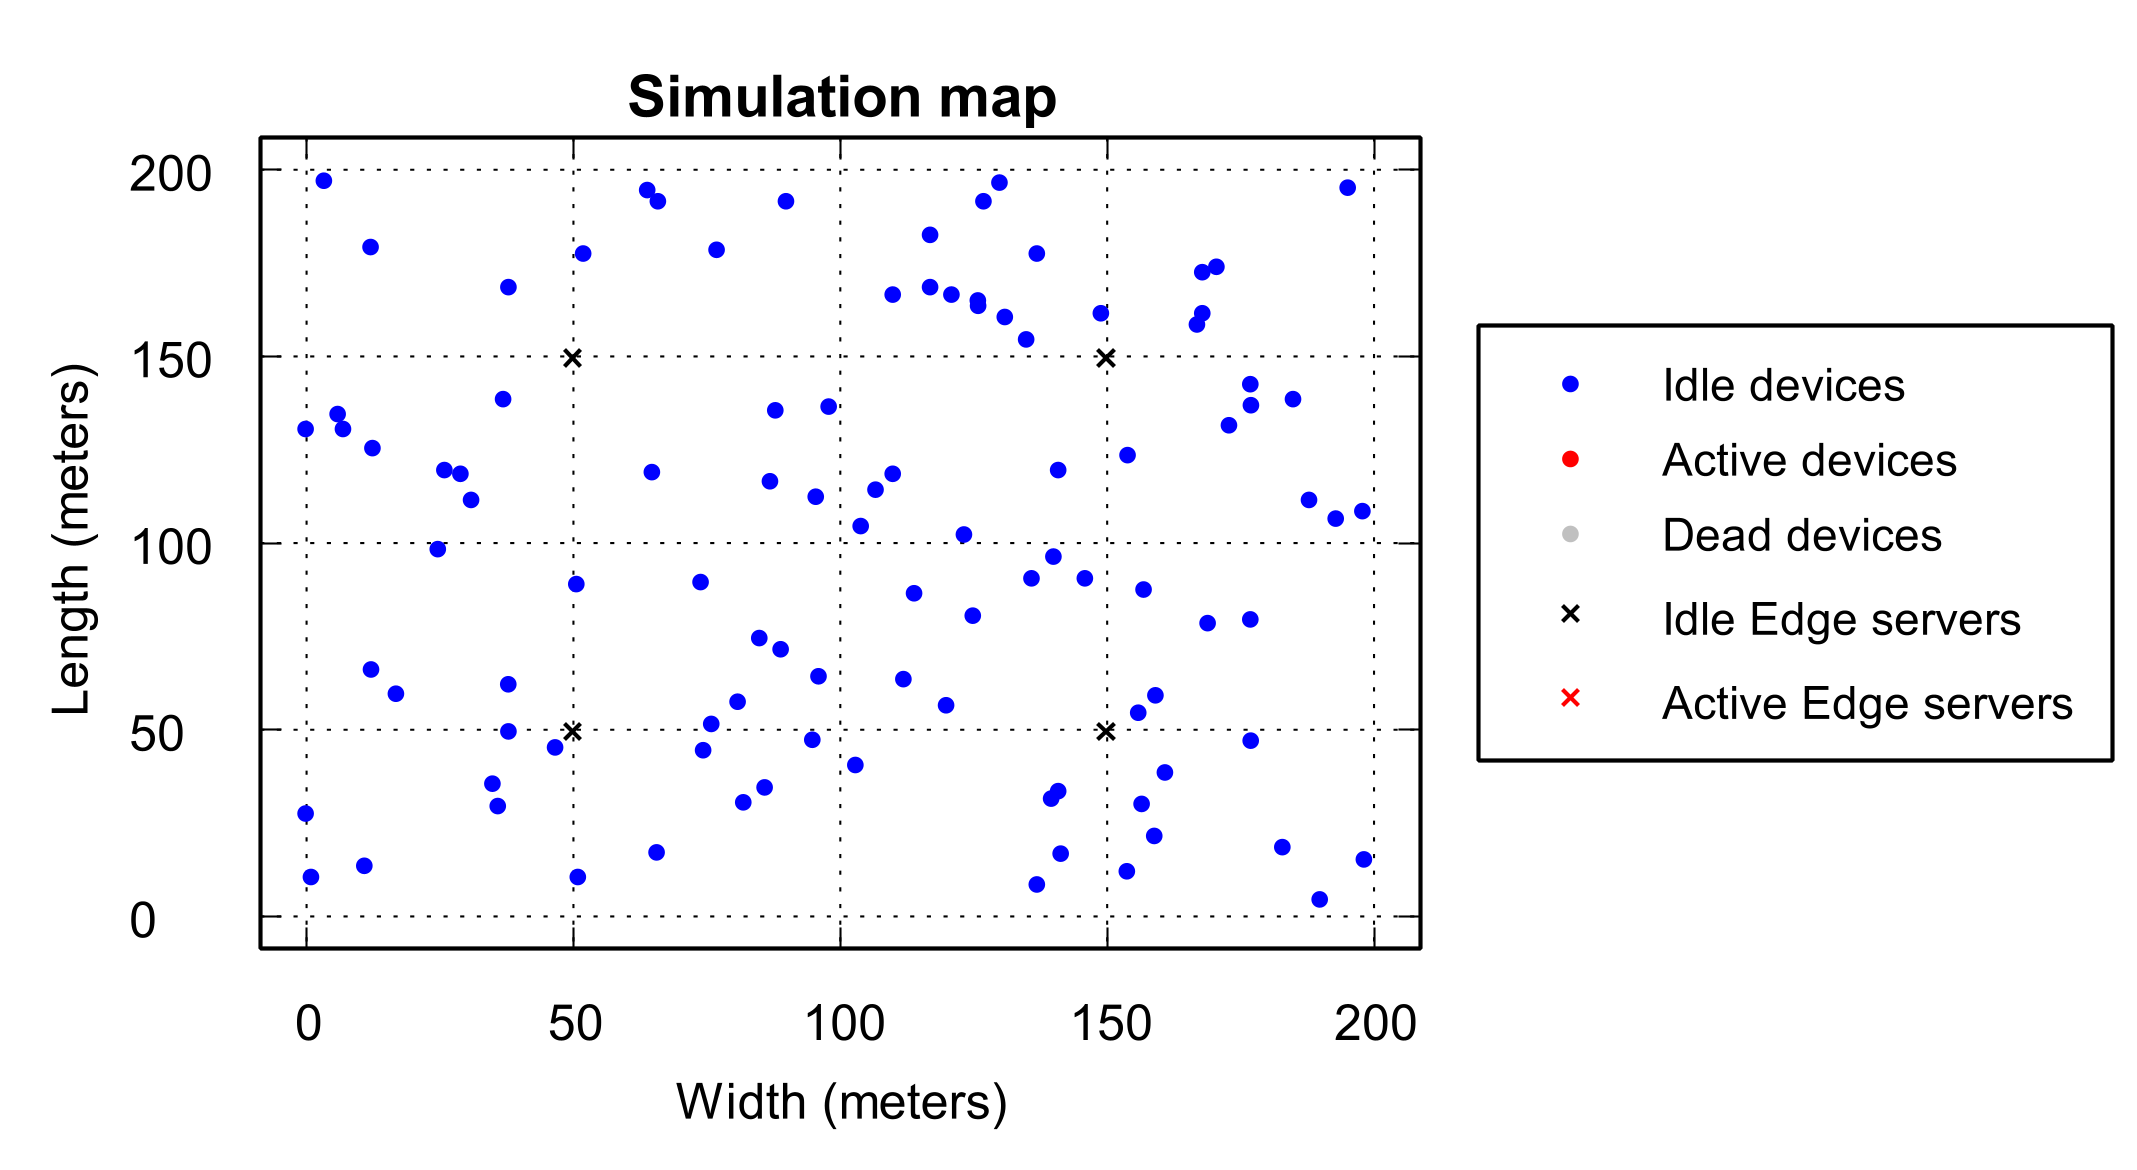 Simulation map
200
150
100
50
0
Length (meters)
0 50 100 150 200
Width (meters)
Idle devices
Active devices
Dead devices
Idle Edge servers
Active Edge servers